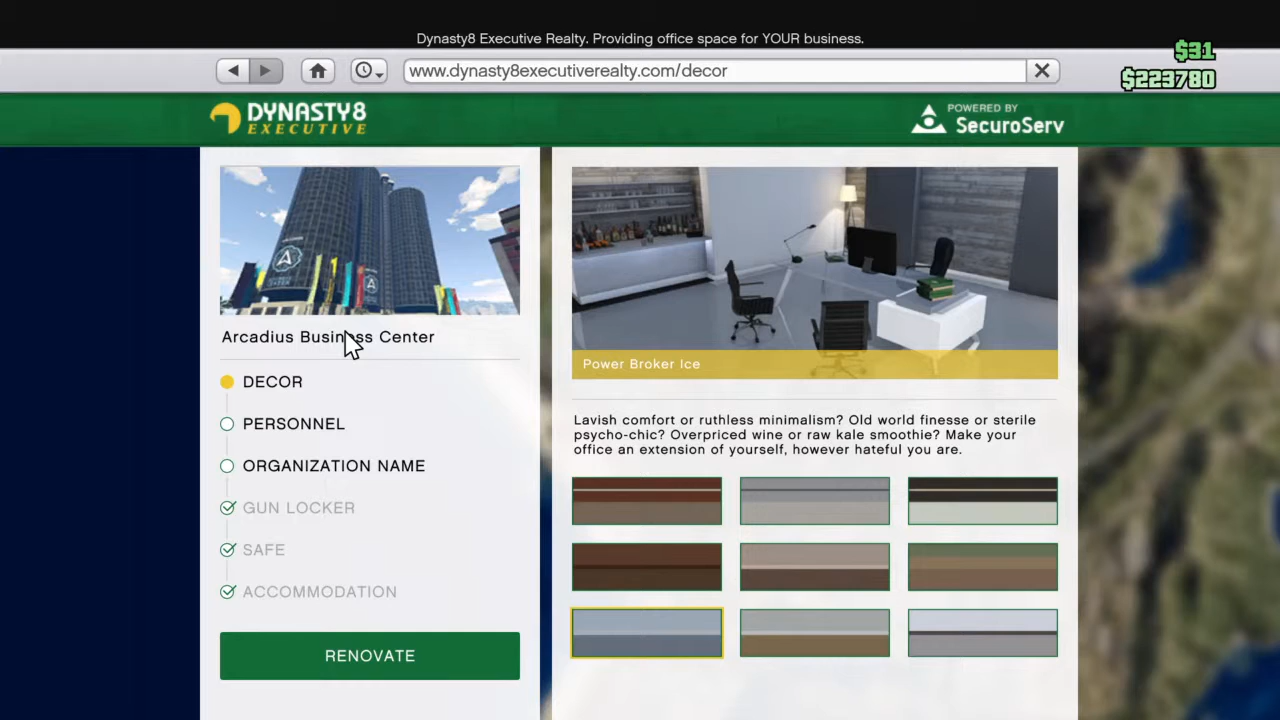 Dynasty8 Executive Realty. Providing office space for YOUR business.
$31
www.dynasty8executiverealty.com/decor
$223780
DYNASTY8
EXECUTIVE
POWERED BY
SecuroServ
Arcadius Business Center
DECOR
PERSONNEL
ORGANIZATION NAME
GUN LOCKER
SAFE
ACCOMMODATION
RENOVATE
Power Broker Ice
Lavish comfort or ruthless minimalism? Old world finesse or sterile
psycho-chic? Overpriced wine or raw kale smoothie? Make your
office an extension of yourself, however hateful you are.